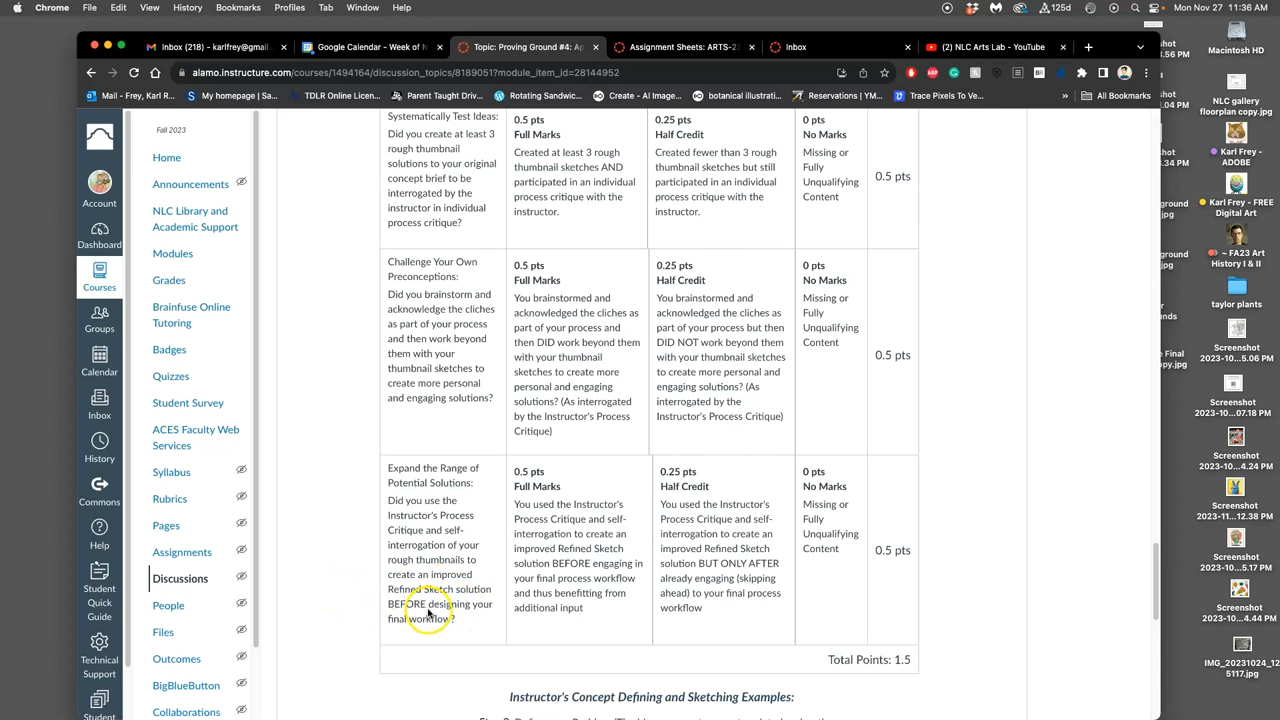 Chrome File Edit View History Bookmarks Profiles Tab Window Help
125d
Mon Nov 27 11:36 AM
Inbox (218) - karlfrey@gmail.
Google Calendar - Week of N
Topic: Proving Ground #4: Ap
Assignment Sheets: ARTS-23
Inbox
(2) NLC Arts Lab - YouTube
alamo.instructure.com/courses/1494164/discussion_topics/8189051?module_item_id=28144952
Mail - Frey, Karl R...
My homepage | Sa...
TDLR Online Licen...
Parent Taught Driv...
Rotating Sandwic...
Create - AI Image...
botanical illustrati...
Reservations | YM...
Trace Pixels To Ve...
»
All Bookmarks
Account
Dashboard
Courses
Groups
Calendar
Inbox
History
Commons
Help
Student
Quick
Guide
Technical
Support
Student
Fall 2023
Home
Announcements
NLC Library and
Academic Support
Modules
Grades
Brainfuse Online
Tutoring
Badges
Quizzes
Student Survey
ACES Faculty Web
Services
Syllabus
Rubrics
Pages
Assignments
Discussions
People
Files
Outcomes
BigBlueButton
Collaborations
Systematically Test Ideas:
Did you create at least 3
rough thumbnail
solutions to your original
concept brief to be
interrogated by the
instructor in individual
process critique?
0.5 pts
Full Marks
Created at least 3 rough
thumbnail sketches AND
participated in an individual
process critique with the
instructor.
0.25 pts
Half Credit
Created fewer than 3 rough
thumbnail sketches but still
participated in an individual
process critique with the
instructor.
0 pts
No Marks
Missing or
Fully
Unqualifying
Content
0.5 pts
Challenge Your Own
Preconceptions:
Did you brainstorm and
acknowledge the cliches
as part of your process
and then work beyond
them with your
thumbnail sketches to
create more personal
and engaging solutions?
0.5 pts
Full Marks
You brainstormed and
acknowledged the cliches as
part of your process and
then DID work beyond them
with your thumbnail
sketches to create more
personal and engaging
solutions? (As interrogated
by the Instructor's Process
Critique)
0.25 pts
Half Credit
You brainstormed and
acknowledged the cliches as
part of your process but then
DID NOT work beyond them
with your thumbnail sketches
to create more personal and
engaging solutions? (As
interrogated by the
Instructor's Process Critique)
0 pts
No Marks
Missing or
Fully
Unqualifying
Content
0.5 pts
Expand the Range of
Potential Solutions:
Did you use the
Instructor's Process
Critique and self-
interrogation of your
rough thumbnails to
create an improved
Refined Sketch solution
BEFORE designing your
final workflow?
0.5 pts
Full Marks
You used the Instructor's
Process Critique and self-
interrogation to create an
improved Refined Sketch
solution BEFORE engaging in
your final process workflow
and thus benefitting from
additional input
0.25 pts
Half Credit
You used the Instructor's
Process Critique and self-
interrogation to create an
improved Refined Sketch
solution BUT ONLY AFTER
already engaging (skipping
ahead) to your final process
workflow
0 pts
No Marks
Missing or
Fully
Unqualifying
Content
0.5 pts
Total Points: 1.5
Instructor's Concept Defining and Sketching Examples:
Macintosh HD
NLC gallery
floorplan copy.jpg
Karl Frey - ADOBE
Karl Frey - FREE
Digital Art
~ FA23 Art
History I & II
taylor plants
Screenshot
2023-10...5.06 PM
Screenshot
2023-10...07.18 PM
Screenshot
2023-10...4.24 PM
Screenshot
2023-11...12.38 PM
Screenshot
2023-10...6.59 PM
Screenshot
2023-10...4.44 PM
IMG_20231024_12
5117.jpg